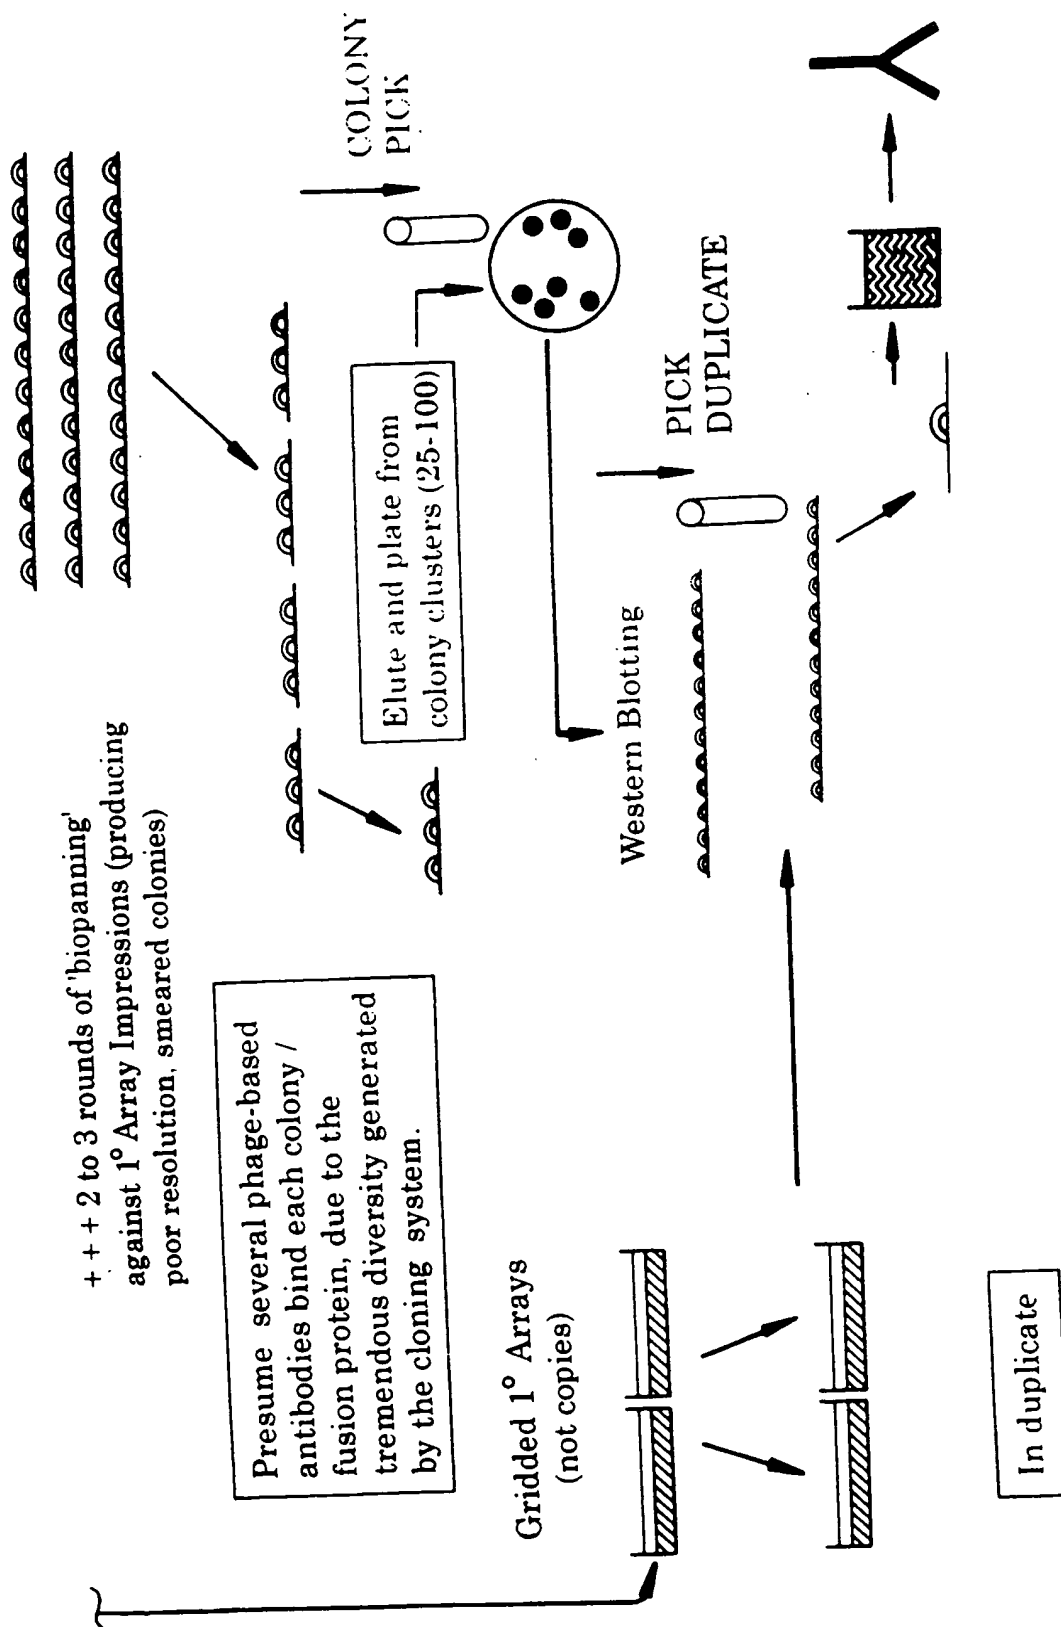 + + + 2 to 3 rounds of 'biopanning'
against 1° Array Impressions (producing
poor resolution, smeared colonies)
COLONY
PICK
Presume several phage-based
antibodies bind each colony /
fusion protein, due to the
tremendous diversity generated
by the cloning system.
Elute and plate from
colony clusters (25-100)
Gridded 1° Arrays
(not copies)
Western Blotting
PICK
DUPLICATE
In duplicate